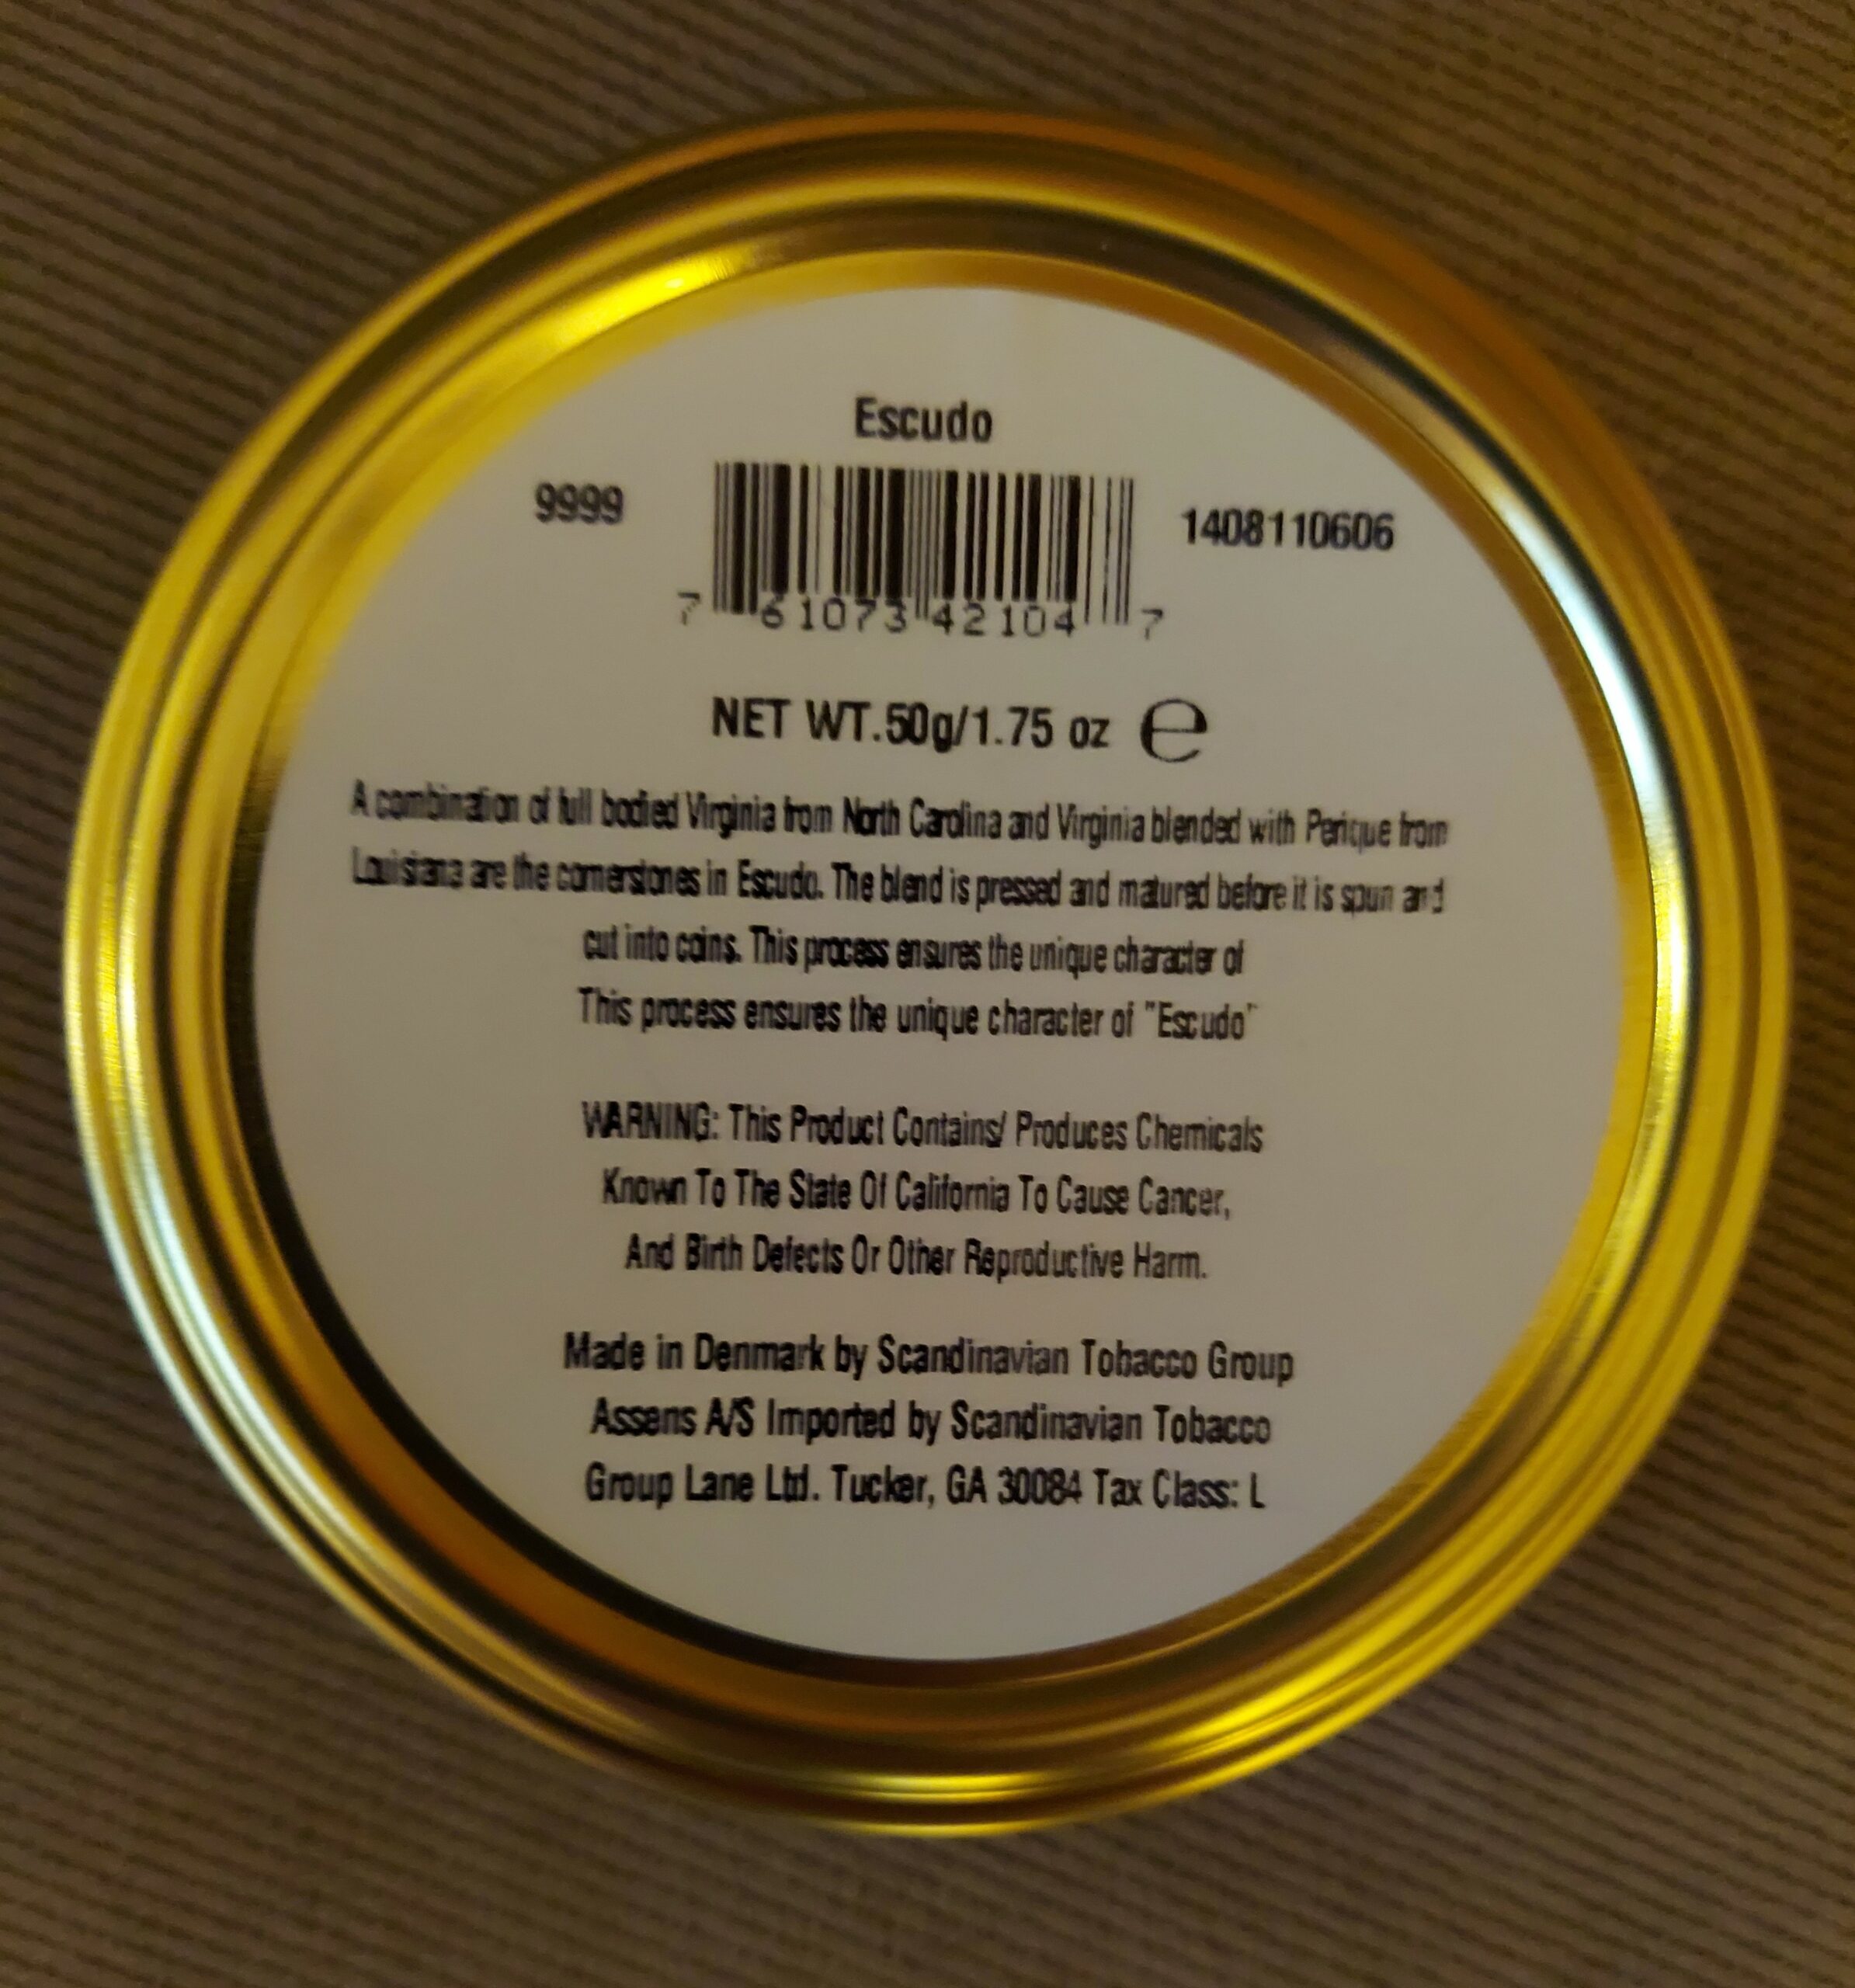 Escudo
9999
1408110606
7 61073 42104 7
NET WT.50g/1.75 oz ℮
A combination of full bodied Virginia from North Carolina and Virginia blended with Perique from
Louisiana are the cornerstones in Escudo. The blend is pressed and matured before it is spun and
cut into coins. This process ensures the unique character of
This process ensures the unique character of "Escudo"
WARNING: This Product Contains/ Produces Chemicals
Known To The State Of California To Cause Cancer,
And Birth Defects Or Other Reproductive Harm.
Made in Denmark by Scandinavian Tobacco Group
Assens A/S Imported by Scandinavian Tobacco
Group Lane Ltd. Tucker, GA 30084 Tax Class: L